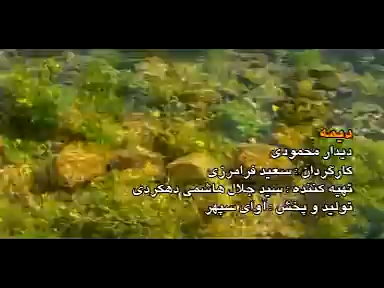 دیمه
دیدار محمودی
کارگردان : سعید فرامرزی
تهیه کننده : سید جلال هاشمی دهکردی
تولید و پخش : آوای سپهر